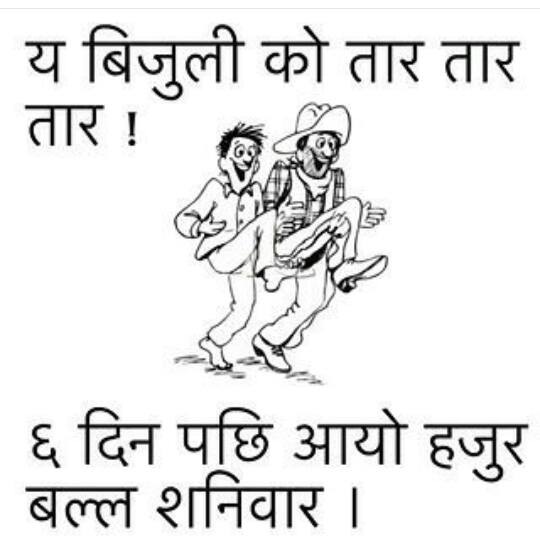 य बिजुली को तार तार
तार !
६ दिन पछि आयो हजुर
बल्ल शनिवार ।